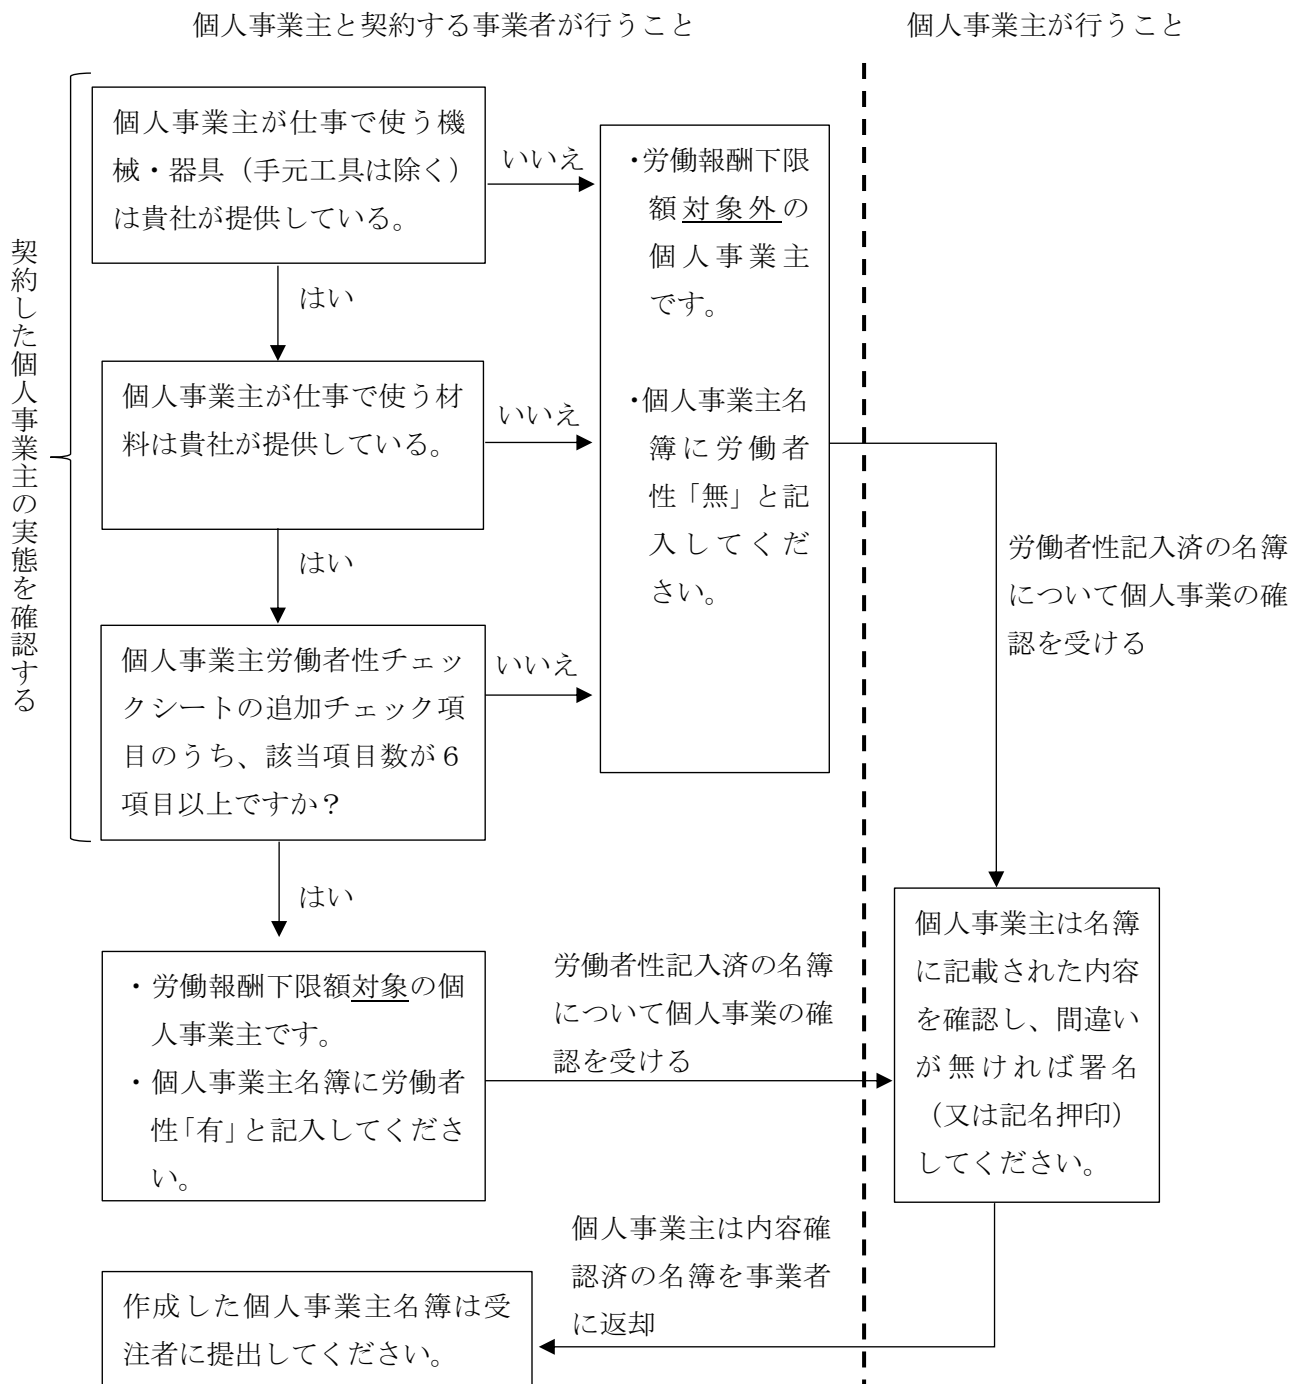 個人事業主と契約する事業者が行うこと
個人事業主が行うこと
契約した個人事業主の実態を確認する
個人事業主が仕事で使う機
械・器具（手元工具は除く）
は貴社が提供している。
いいえ
はい
個人事業主が仕事で使う材
料は貴社が提供している。
いいえ
はい
個人事業主労働者性チェッ
クシートの追加チェック項
目のうち、該当項目数が６
項目以上ですか？
いいえ
はい
・労働報酬下限
額対象外の
個人事業主
です。
・個人事業主名
簿に労働者
性「無」と記
入してくだ
さい。
労働者性記入済の名簿
について個人事業の確
認を受ける
・労働報酬下限額対象の個
人事業主です。
・個人事業主名簿に労働者
性「有」と記入してくださ
い。
労働者性記入済の名簿
について個人事業の確
認を受ける
個人事業主は名簿
に記載された内容
を確認し、間違い
が無ければ署名
（又は記名押印）
してください。
個人事業主は内容確
認済の名簿を事業者
に返却
作成した個人事業主名簿は受
注者に提出してください。